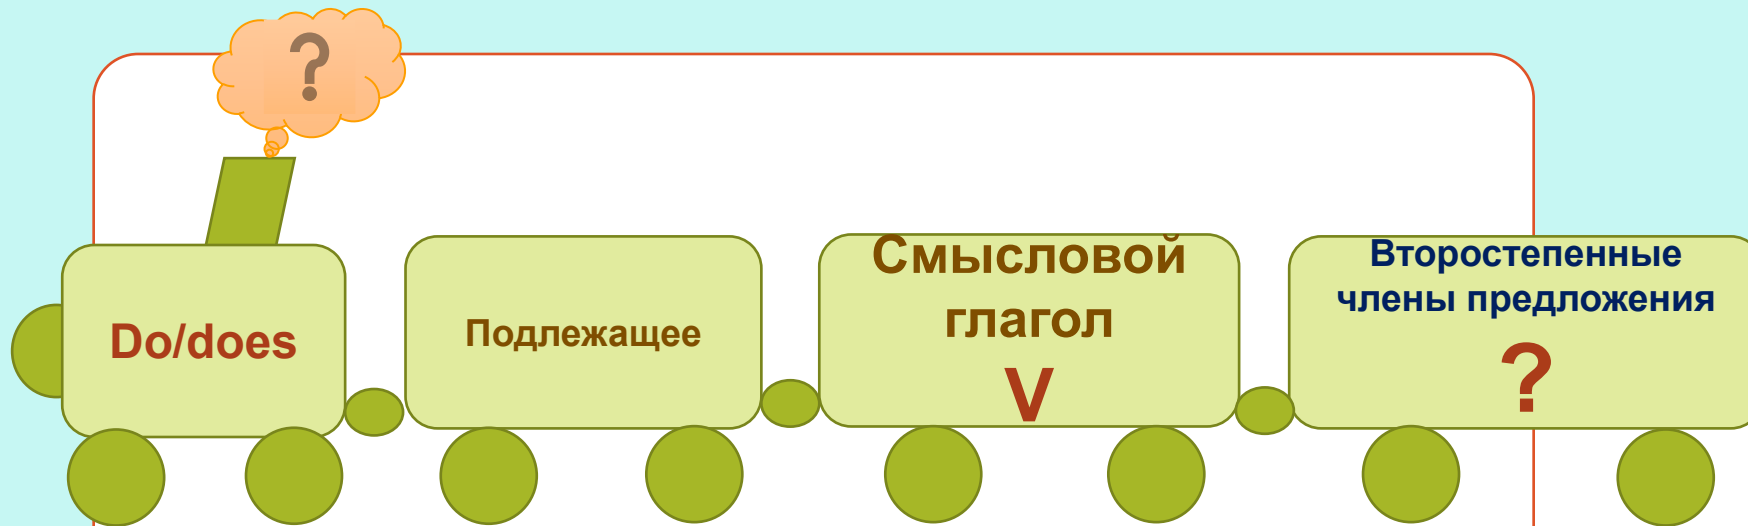 ?
Do/does
Подлежащее
Смысловой
глагол
V
Второстепенные
члены предложения
?